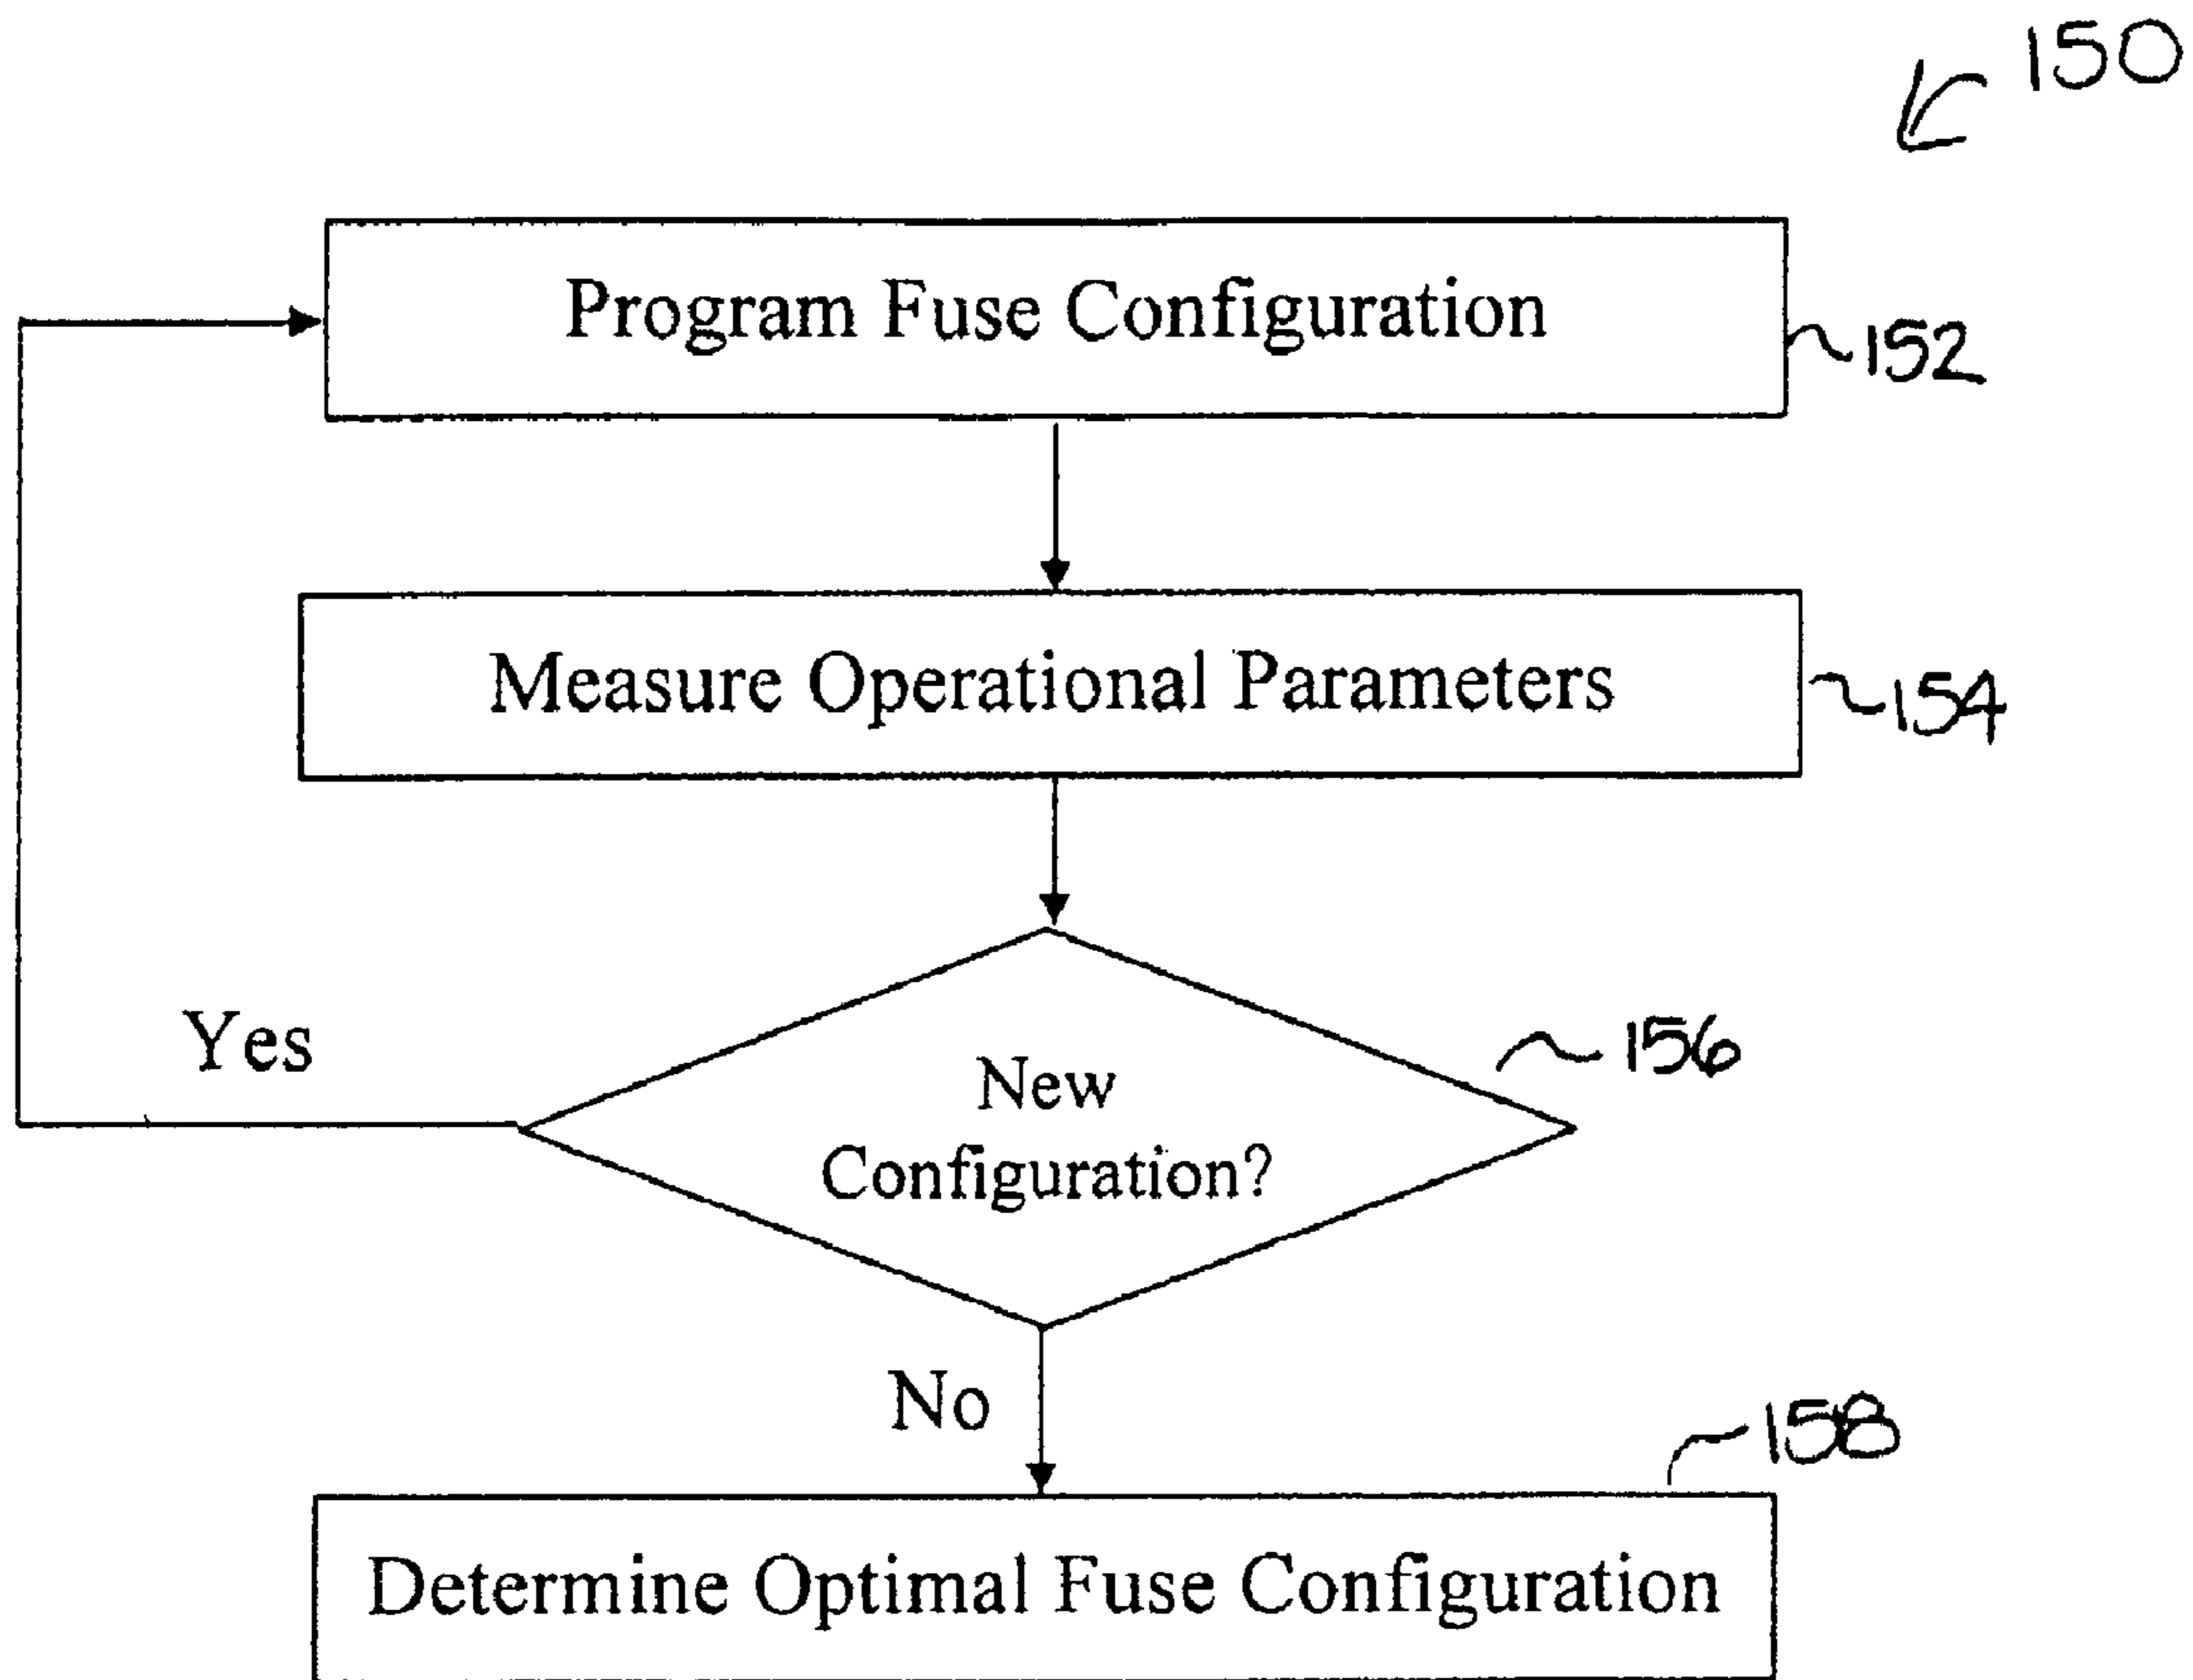 150
Program Fuse Configuration
152
Measure Operational Parameters
154
Yes
New
Configuration?
156
No
158
Determine Optimal Fuse Configuration